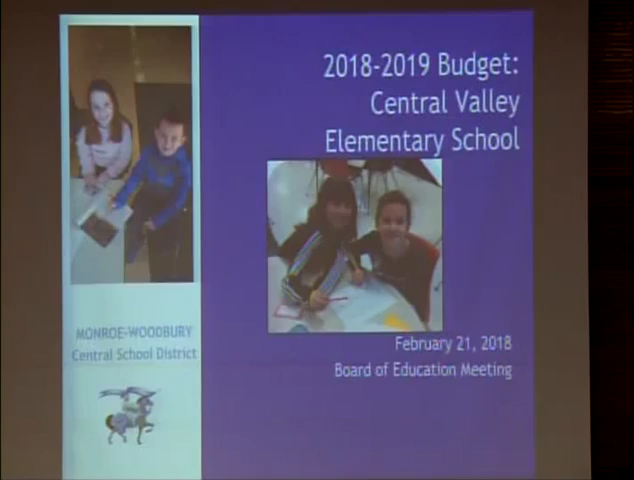 2018-2019 Budget:
Central Valley
Elementary School
February 21, 2018
Board of Education Meeting
MONROE-WOODBURY
Central School District